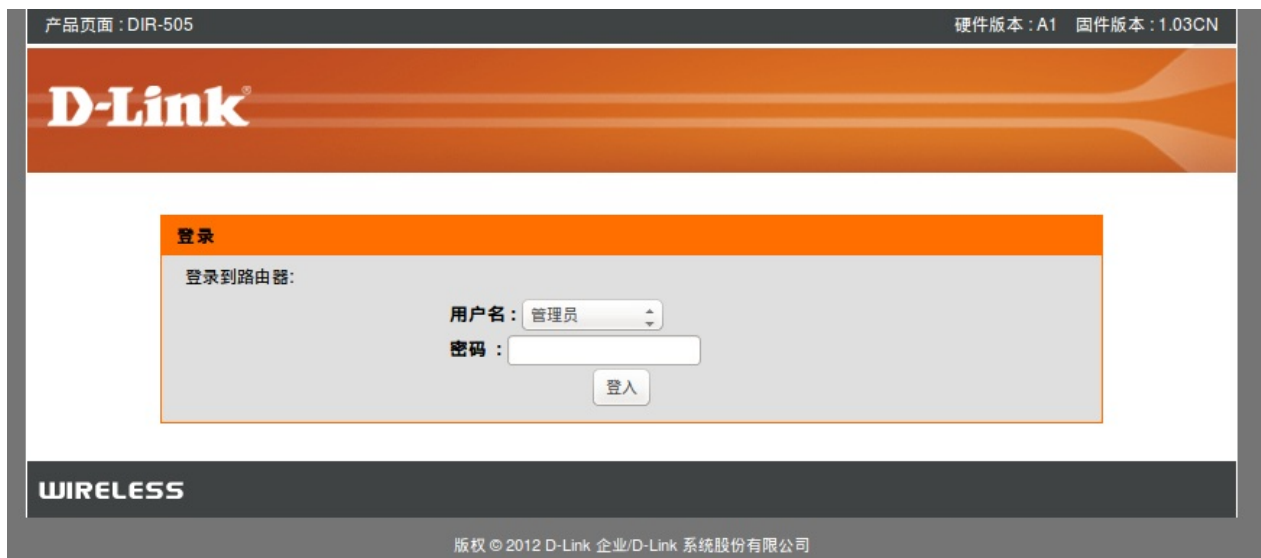 产品页面 : DIR-505 硬件版本 : A1 固件版本 : 1.03CN
D-Link®
登录
登录到路由器:
用户名 : 管理员
密码 :
登入
WIRELESS
版权 © 2012 D-Link 企业/D-Link 系统股份有限公司